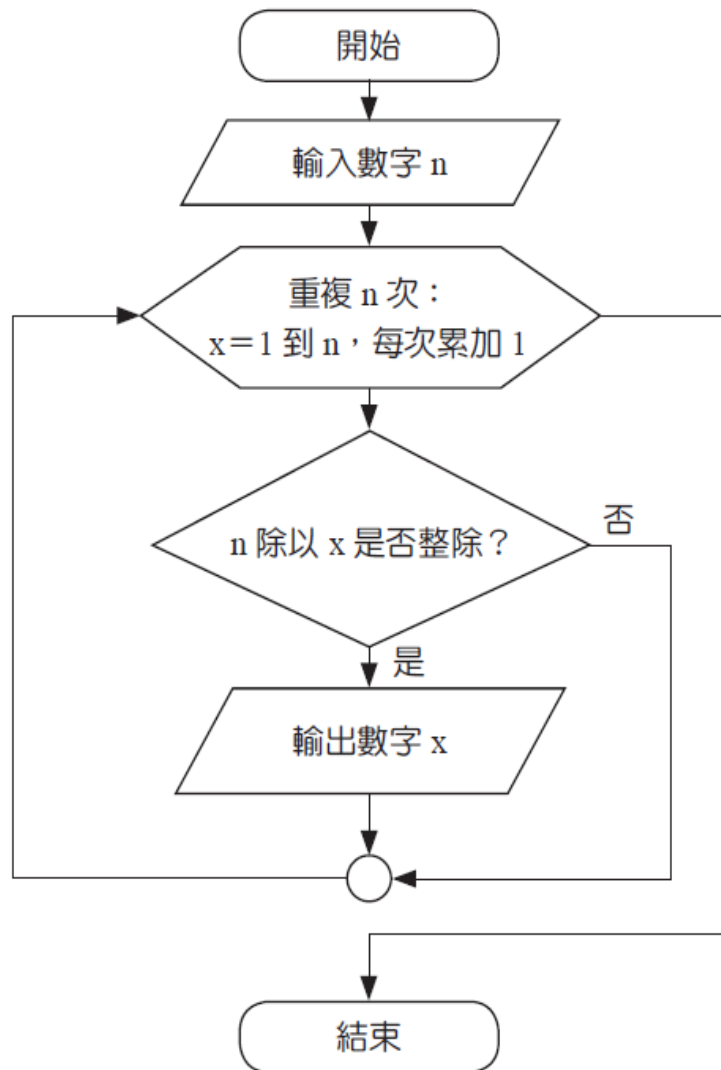 開始
輸入數字 n
重複 n 次：
x＝1 到 n，每次累加 1
n 除以 x 是否整除？
否
是
輸出數字 x
結束